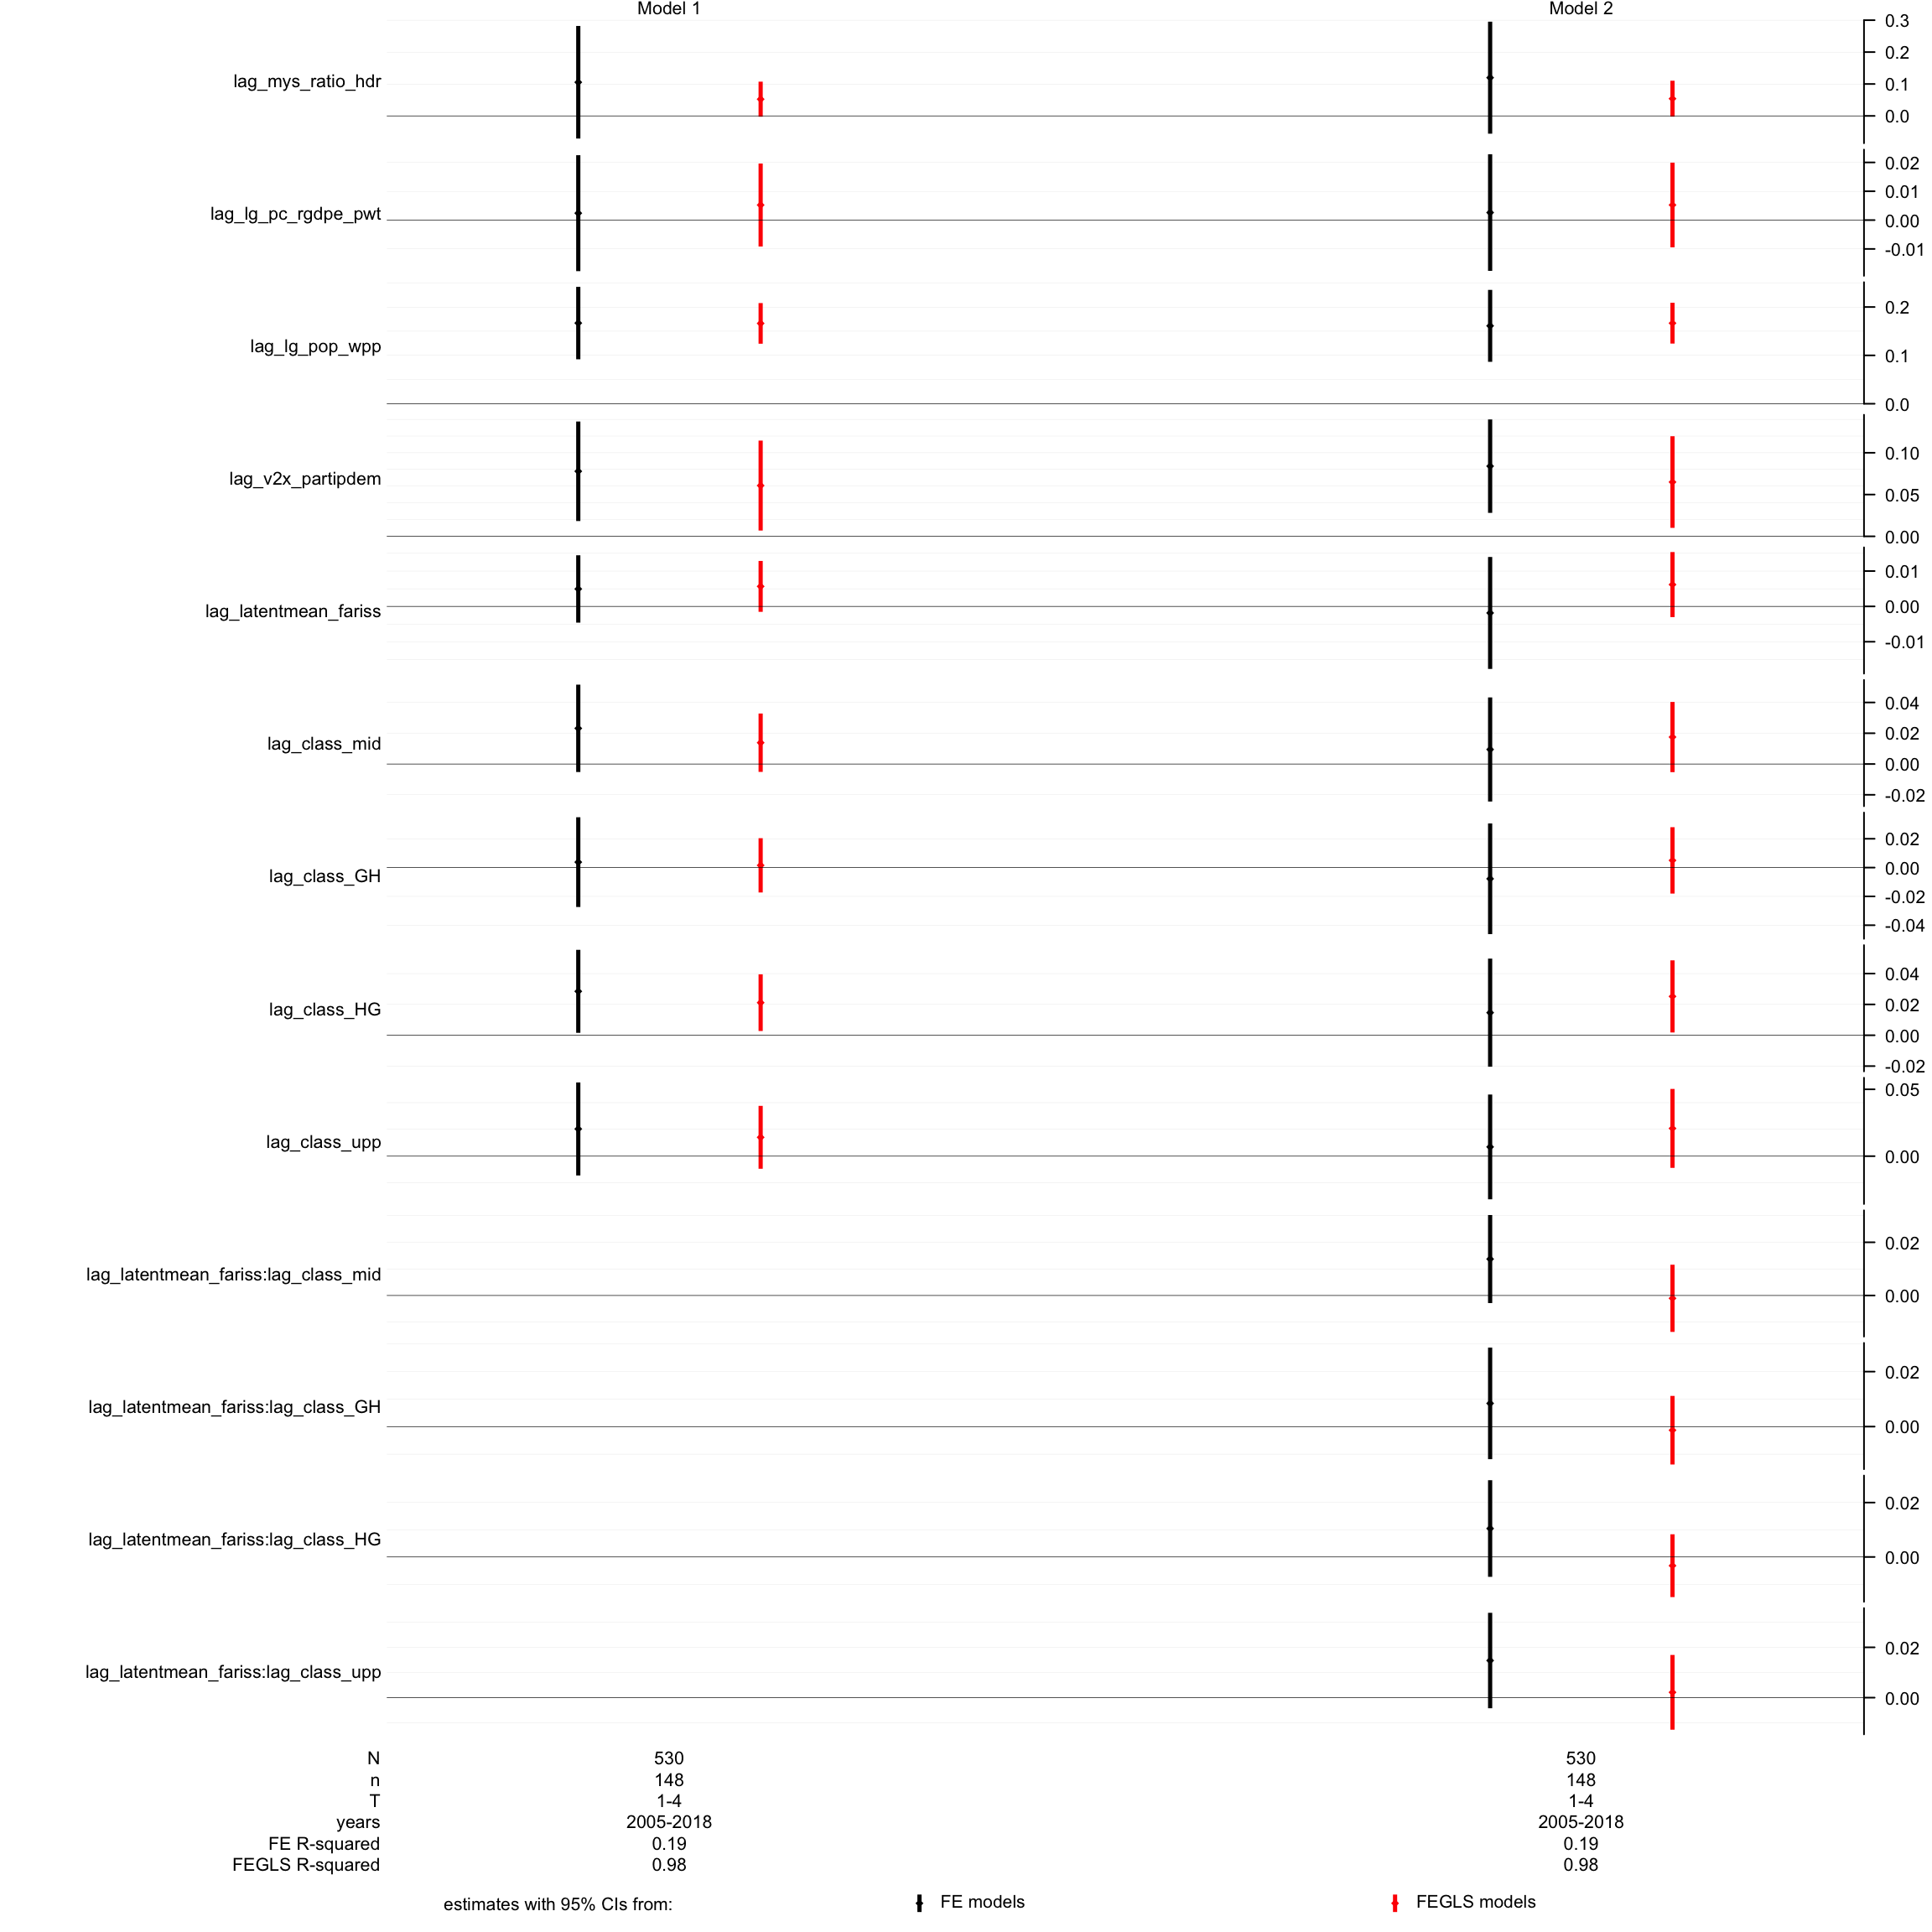 Model 1 Model 2
lag_mys_ratio_hdr
0.3
0.2
0.1
0.0
lag_lg_pc_rgdpe_pwt
0.02
0.01
0.00
-0.01
lag_lg_pop_wpp
0.2
0.1
0.0
lag_v2x_partipdem
0.10
0.05
0.00
lag_latentmean_fariss
0.01
0.00
-0.01
lag_class_mid
0.04
0.02
0.00
-0.02
lag_class_GH
0.02
0.00
-0.02
-0.04
lag_class_HG
0.04
0.02
0.00
-0.02
lag_class_upp
0.05
0.00
lag_latentmean_fariss:lag_class_mid
0.02
0.00
lag_latentmean_fariss:lag_class_GH
0.02
0.00
lag_latentmean_fariss:lag_class_HG
0.02
0.00
lag_latentmean_fariss:lag_class_upp
0.02
0.00
N 530 530
n 148 148
T 1-4 1-4
years 2005-2018 2005-2018
FE R-squared 0.19 0.19
FEGLS R-squared 0.98 0.98
estimates with 95% CIs from: FE models FEGLS models